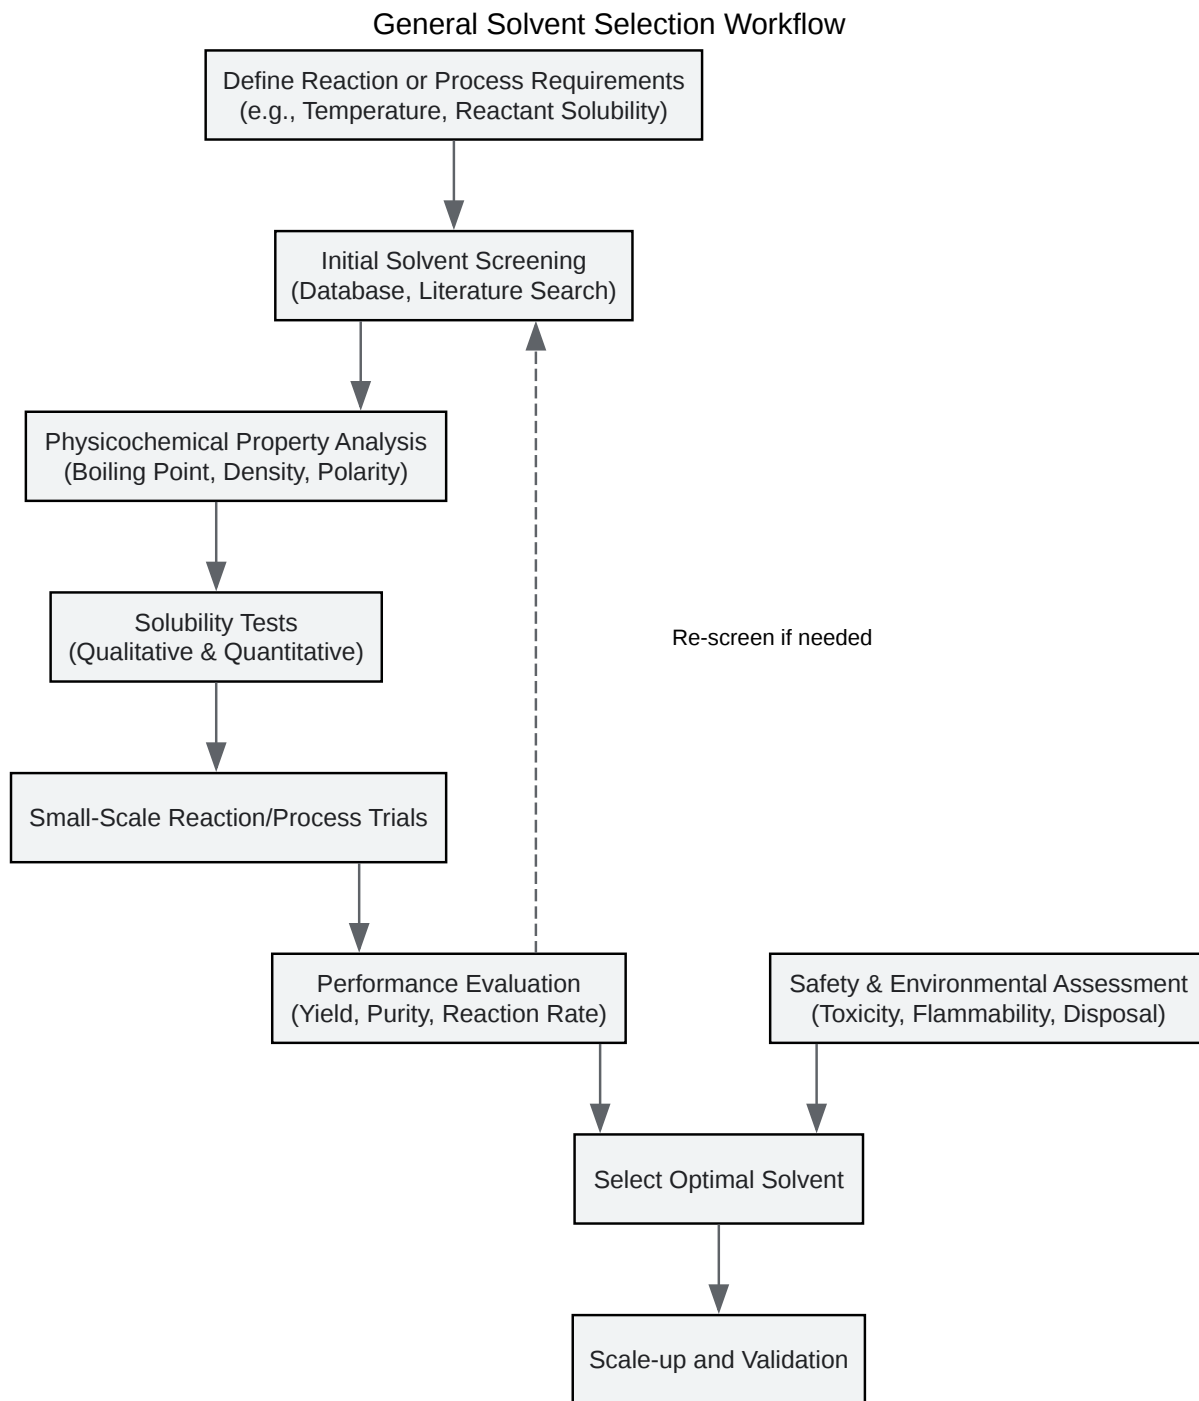 General Solvent Selection Workflow
Define Reaction or Process Requirements
(e.g., Temperature, Reactant Solubility)
Initial Solvent Screening
(Database, Literature Search)
Physicochemical Property Analysis
(Boiling Point, Density, Polarity)
Solubility Tests
(Qualitative & Quantitative)
Re-screen if needed
Small-Scale Reaction/Process Trials
Performance Evaluation
(Yield, Purity, Reaction Rate)
Safety & Environmental Assessment
(Toxicity, Flammability, Disposal)
Select Optimal Solvent
Scale-up and Validation